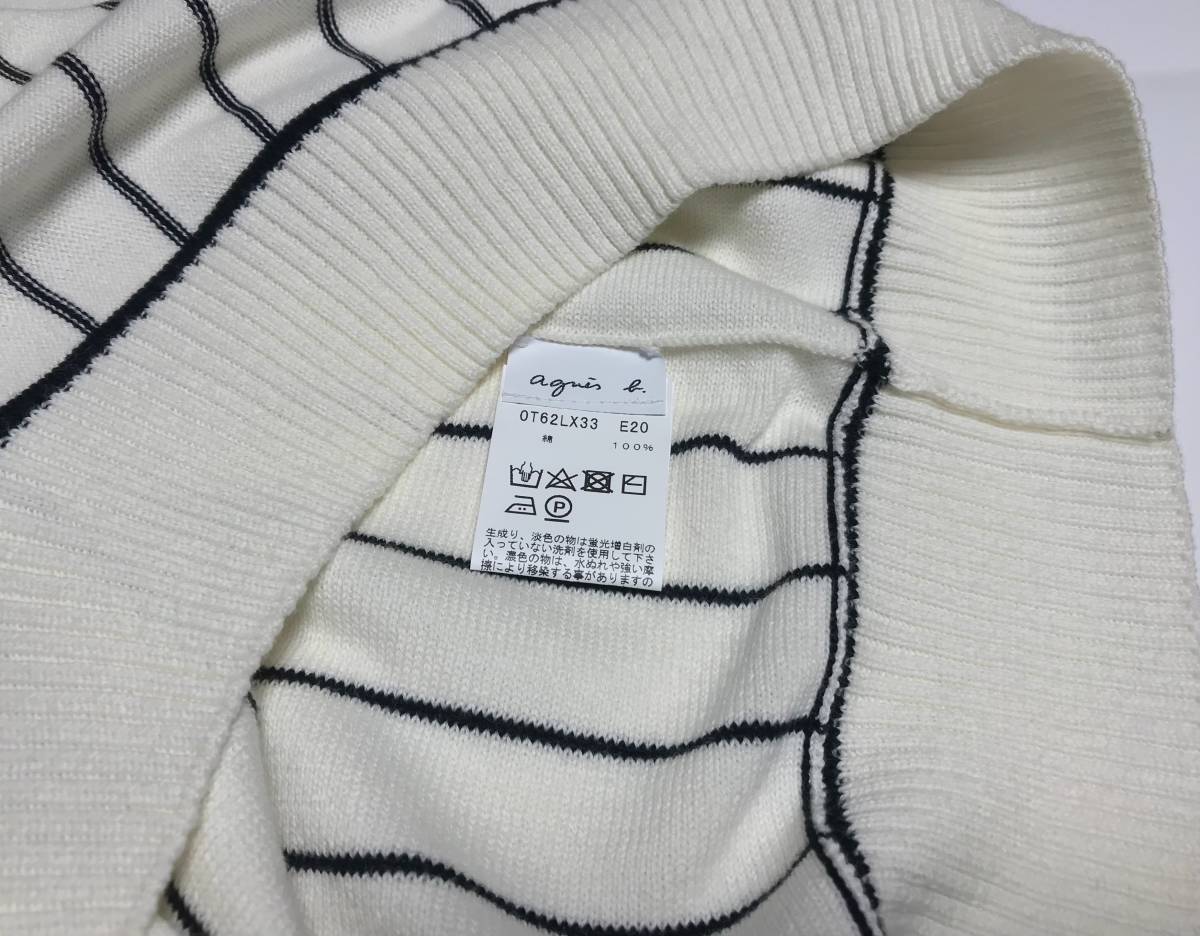 agnès b.
OT62LX33 E20
綿 100%
P
生成り、淡色の物は蛍光増白剤の
入っていない洗剤を使用して下さ
い。濃色の物は、水ぬれや強い摩
擦により移染する事がありますの